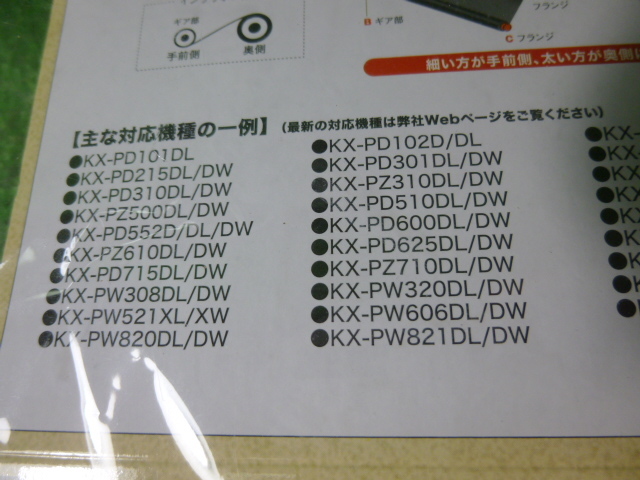 ギア部
手前側
奥側
B ギア部
フランジ
C フランジ
細い方が手前側、太い方が奥側に
【主な対応機種の一例】（最新の対応機種は弊社Webページをご覧ください）
●KX-PD101DL
●KX-PD215DL/DW
●KX-PD310DL/DW
●KX-PZ500DL/DW
●KX-PD552D/DL/DW
●KX-PZ610DL/DW
●KX-PD715DL/DW
●KX-PW308DL/DW
●KX-PW521XL/XW
●KX-PW820DL/DW
●KX-PD102D/DL
●KX-PD301DL/DW
●KX-PZ310DL/DW
●KX-PD510DL/DW
●KX-PD600DL/DW
●KX-PD625DL/DW
●KX-PZ710DL/DW
●KX-PW320DL/DW
●KX-PW606DL/DW
●KX-PW821DL/DW